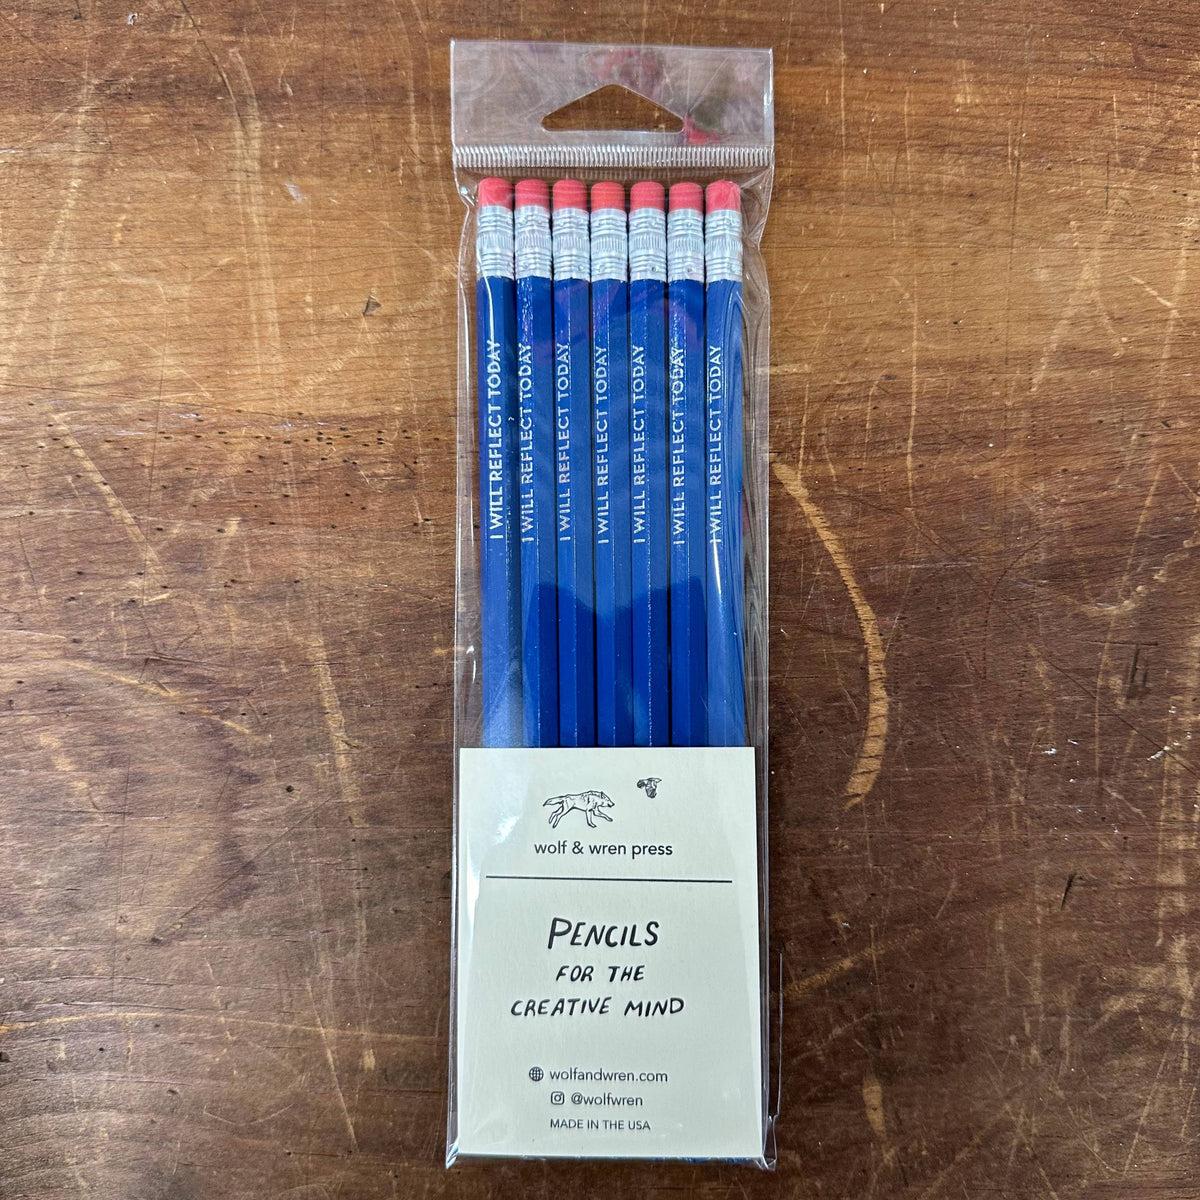 I WILL REFLECT TODAY
I WILL REFLECT TODAY
I WILL REFLECT TODAY
I WILL REFLECT TODAY
I WILL REFLECT TODAY
I WILL REFLECT TODAY
I WILL REFLECT TODAY
wolf & wren press
PENCILS
FOR THE
CREATIVE MIND
wolfandwren.com
@wolfwren
MADE IN THE USA